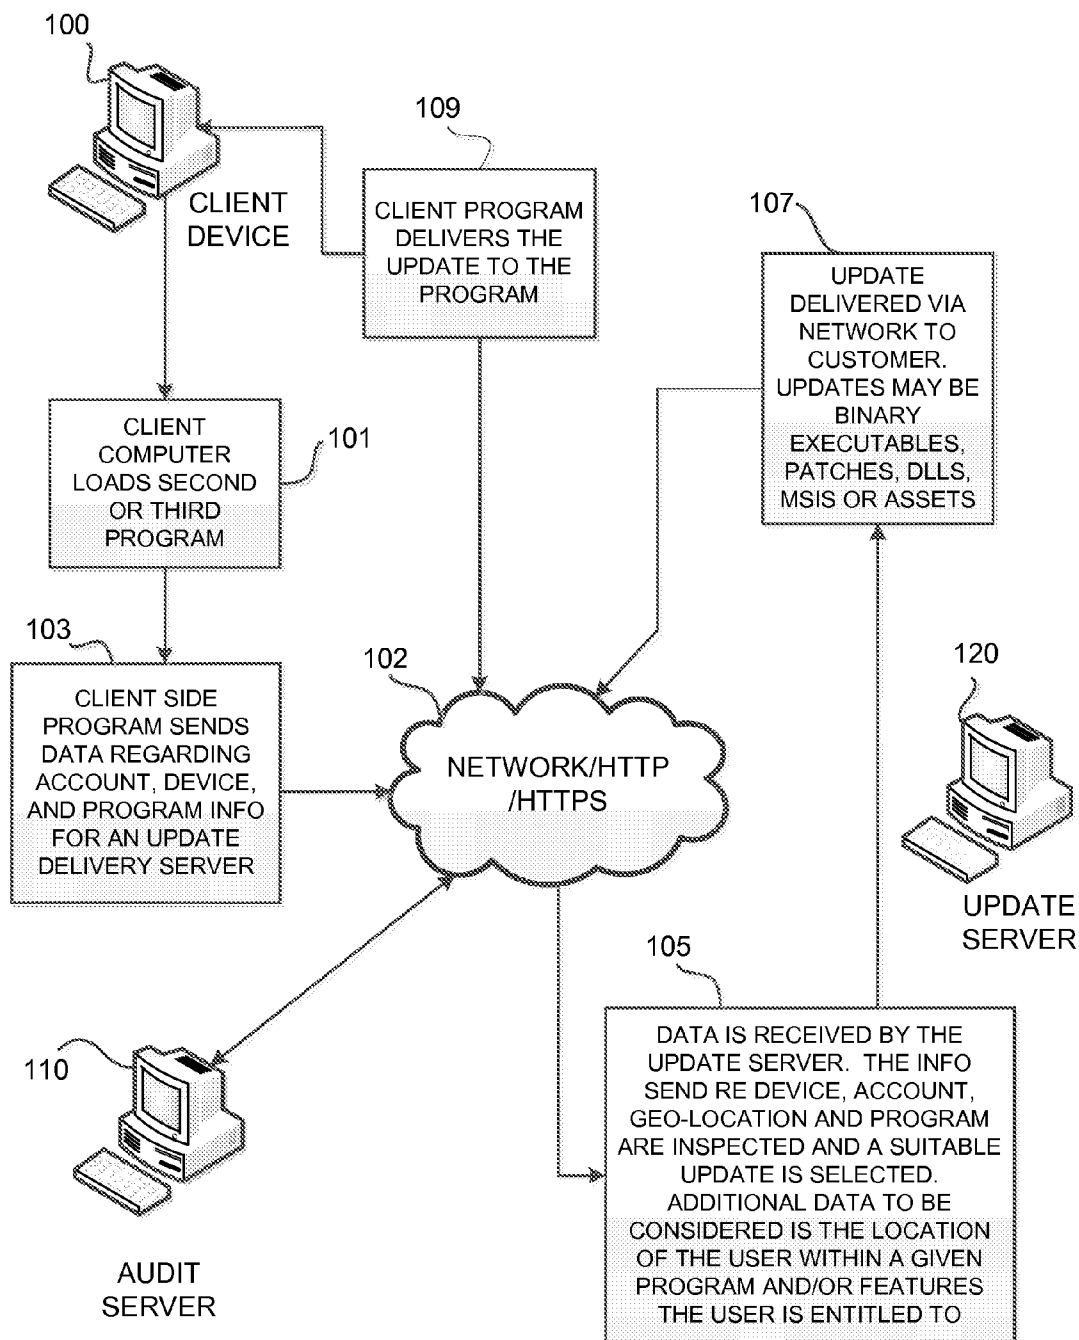 100
CLIENT
DEVICE
109
CLIENT PROGRAM
DELIVERS THE
UPDATE TO THE
PROGRAM
107
UPDATE
DELIVERED VIA
NETWORK TO
CUSTOMER.
UPDATES MAY BE
BINARY
EXECUTABLES,
PATCHES, DLLS,
MSIS OR ASSETS
101
CLIENT
COMPUTER
LOADS SECOND
OR THIRD
PROGRAM
103
CLIENT SIDE
PROGRAM SENDS
DATA REGARDING
ACCOUNT, DEVICE,
AND PROGRAM INFO
FOR AN UPDATE
DELIVERY SERVER
102
NETWORK/HTTP
/HTTPS
120
UPDATE
SERVER
110
AUDIT
SERVER
105
DATA IS RECEIVED BY THE
UPDATE SERVER. THE INFO
SEND RE DEVICE, ACCOUNT,
GEO-LOCATION AND PROGRAM
ARE INSPECTED AND A SUITABLE
UPDATE IS SELECTED.
ADDITIONAL DATA TO BE
CONSIDERED IS THE LOCATION
OF THE USER WITHIN A GIVEN
PROGRAM AND/OR FEATURES
THE USER IS ENTITLED TO